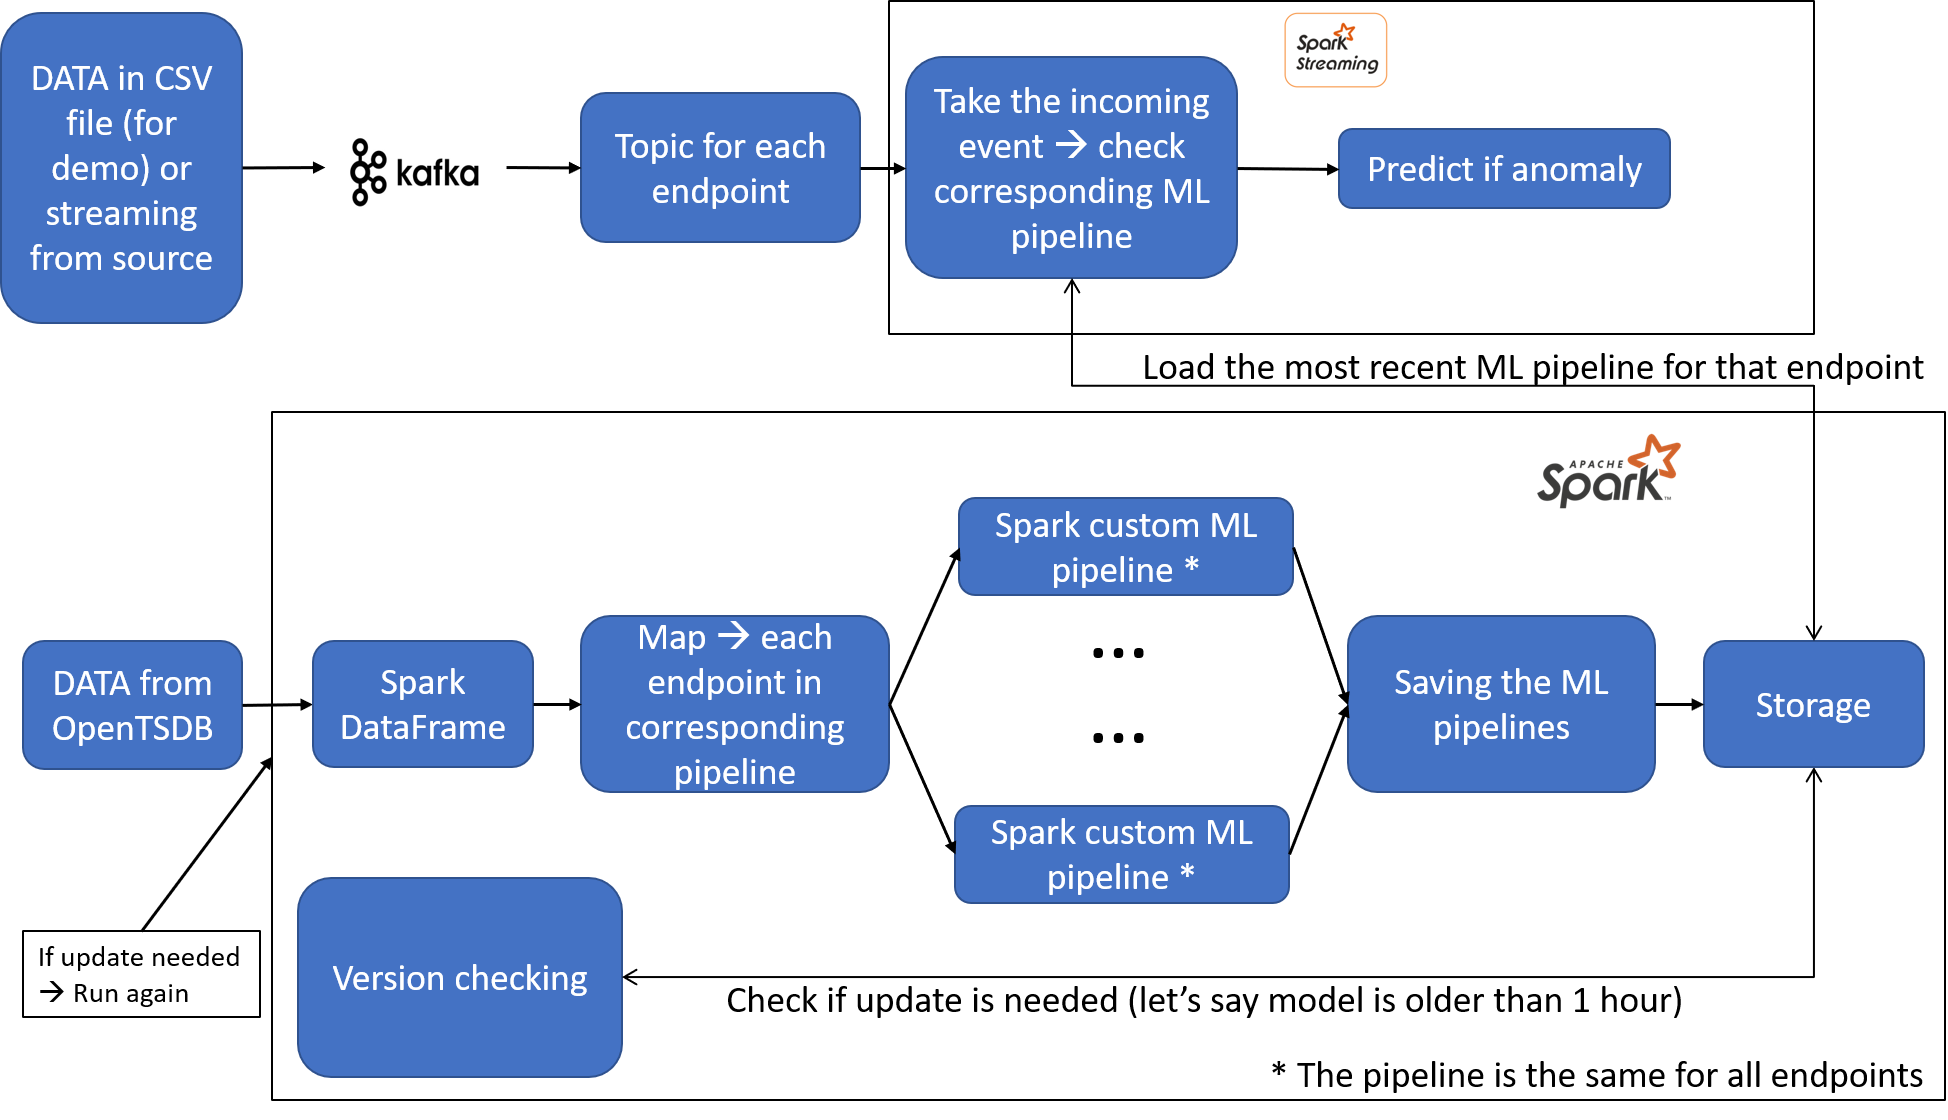 DATA in CSV
file (for
demo) or
streaming
from source
kafka
Topic for each
endpoint
Spark
Streaming
Take the incoming
event → check
corresponding ML
pipeline
Predict if anomaly
Load the most recent ML pipeline for that endpoint
APACHE
Spark™
DATA from
OpenTSDB
Spark
DataFrame
Map → each
endpoint in
corresponding
pipeline
Spark custom ML
pipeline *
...
...
Spark custom ML
pipeline *
Saving the ML
pipelines
Storage
If update needed
→ Run again
Version checking
Check if update is needed (let’s say model is older than 1 hour)
* The pipeline is the same for all endpoints